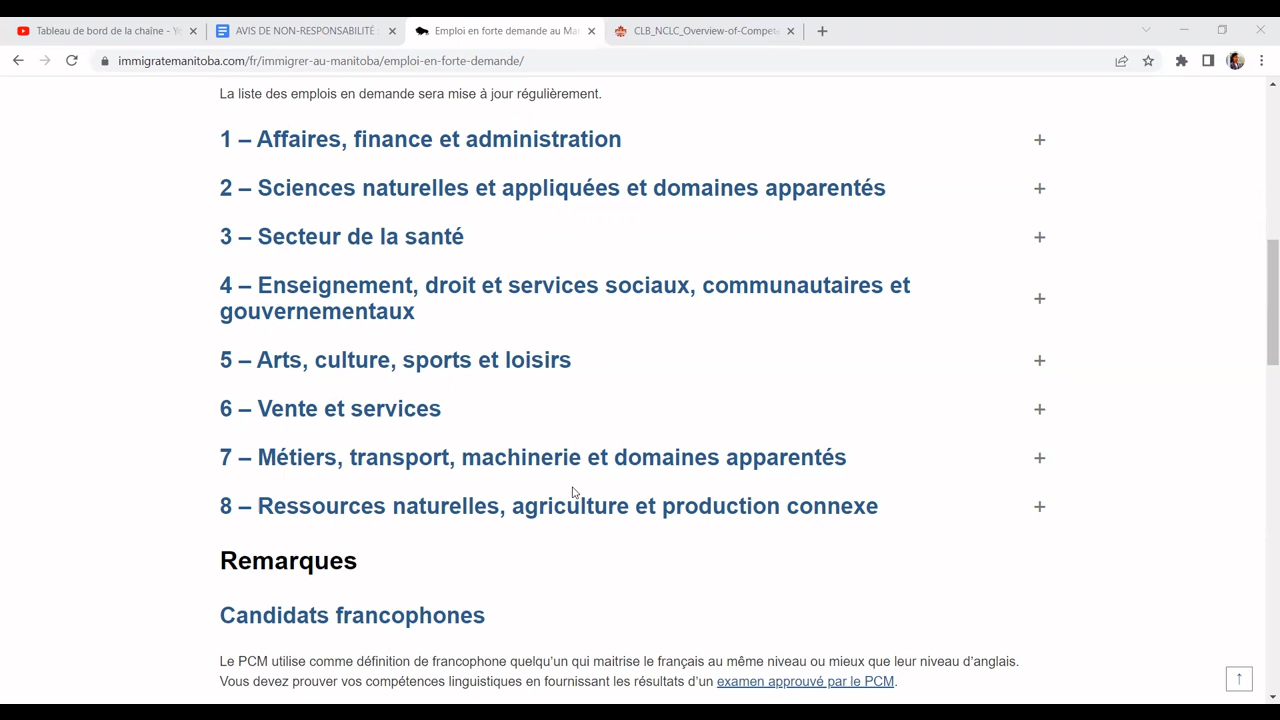 Tableau de bord de la chaîne - Yo
AVIS DE NON-RESPONSABILITÉ
Emploi en forte demande au Ma
CLB_NCLC_Overview-of-Compet
immigratemanitoba.com/fr/immigrer-au-manitoba/emploi-en-forte-demande/
La liste des emplois en demande sera mise à jour régulièrement.
1 – Affaires, finance et administration
2 – Sciences naturelles et appliquées et domaines apparentés
3 – Secteur de la santé
4 – Enseignement, droit et services sociaux, communautaires et
gouvernementaux
5 – Arts, culture, sports et loisirs
6 – Vente et services
7 – Métiers, transport, machinerie et domaines apparentés
8 – Ressources naturelles, agriculture et production connexe
Remarques
Candidats francophones
Le PCM utilise comme définition de francophone quelqu’un qui maitrise le français au même niveau ou mieux que leur niveau d’anglais.
Vous devez prouver vos compétences linguistiques en fournissant les résultats d’un examen approuvé par le PCM.